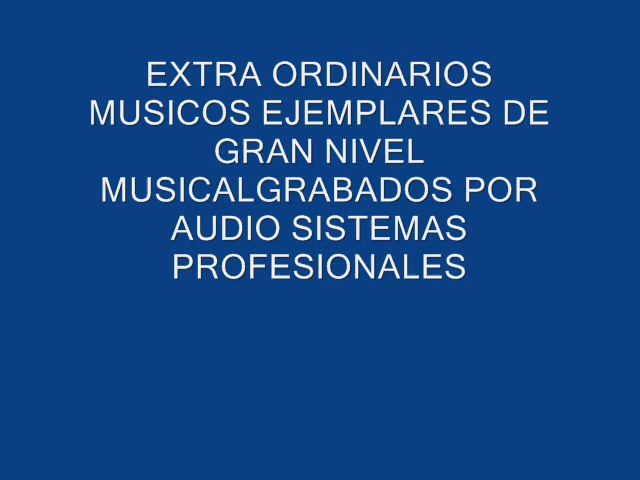 EXTRA ORDINARIOS
MUSICOS EJEMPLARES DE
GRAN NIVEL
MUSICALGRABADOS POR
AUDIO SISTEMAS
PROFESIONALES